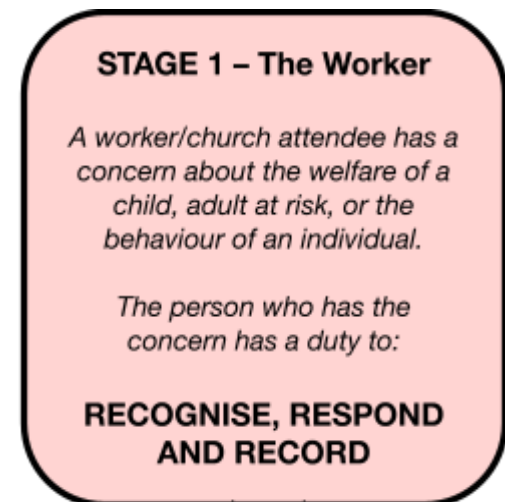 STAGE 1 – The Worker
A worker/church attendee has a
concern about the welfare of a
child, adult at risk, or the
behaviour of an individual.
The person who has the
concern has a duty to:
RECOGNISE, RESPOND
AND RECORD